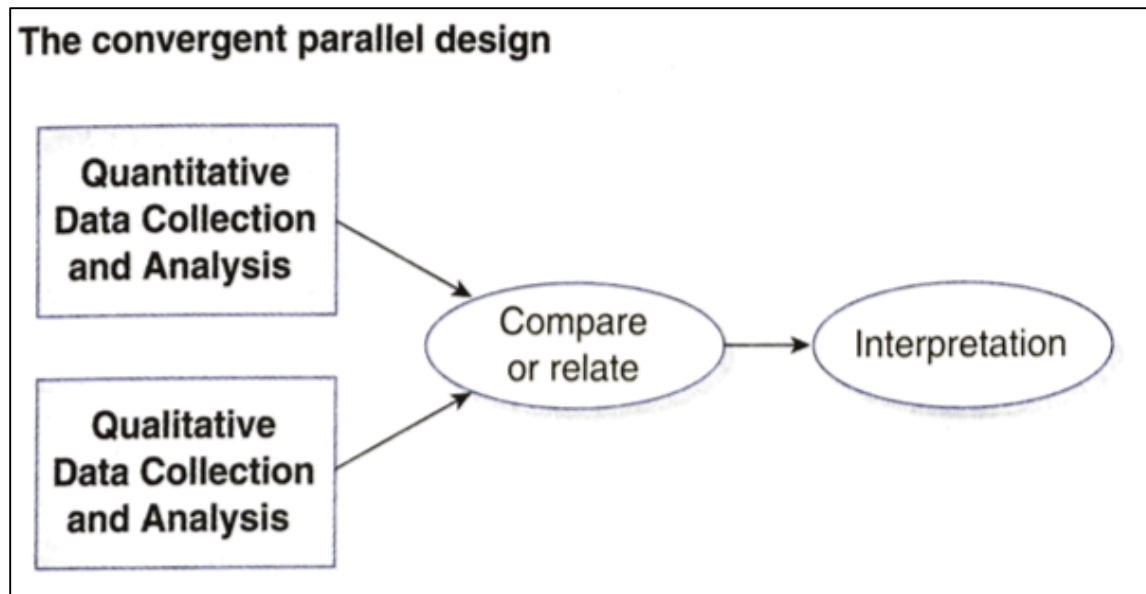 The convergent parallel design
Quantitative
Data Collection
and Analysis
Qualitative
Data Collection
and Analysis
Compare
or relate
Interpretation